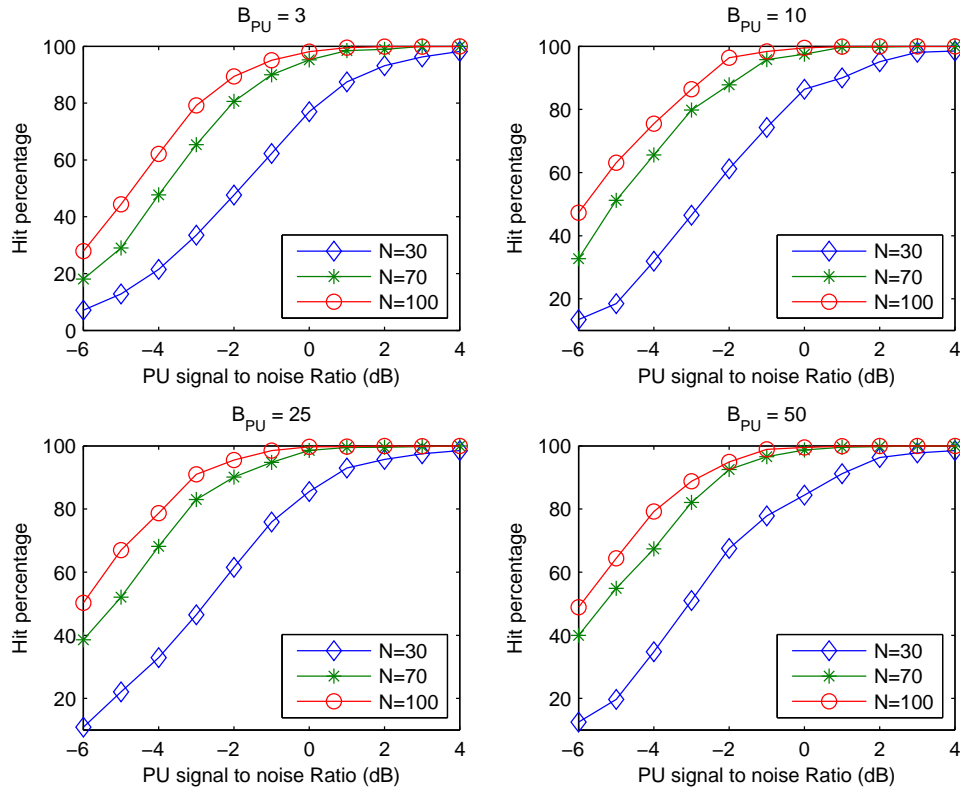 B_PU = 3
100
80
60
40
20
0
Hit percentage
−6
−4
−2
0
2
4
PU signal to noise Ratio (dB)
N=30
N=70
N=100
B_PU = 10
100
80
60
40
20
Hit percentage
−6
−4
−2
0
2
4
PU signal to noise Ratio (dB)
N=30
N=70
N=100
B_PU = 25
100
80
60
40
20
Hit percentage
−6
−4
−2
0
2
4
PU signal to noise Ratio (dB)
N=30
N=70
N=100
B_PU = 50
100
80
60
40
20
Hit percentage
−6
−4
−2
0
2
4
PU signal to noise Ratio (dB)
N=30
N=70
N=100